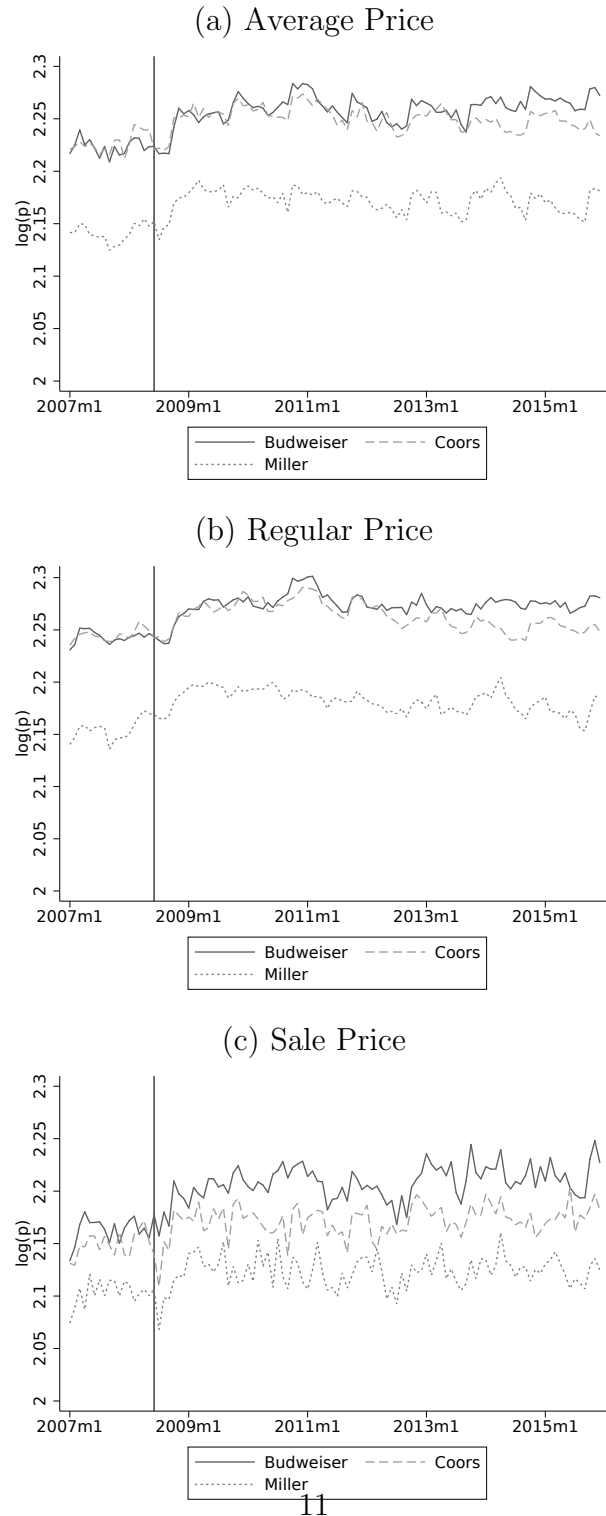 (a) Average Price
2.3
2.25
2.2
2.15
2.1
2.05
2
log(p)
2007m1 2009m1 2011m1 2013m1 2015m1
Budweiser Coors
Miller
(b) Regular Price
2.3
2.25
2.2
2.15
2.1
2.05
2
log(p)
2007m1 2009m1 2011m1 2013m1 2015m1
Budweiser Coors
Miller
(c) Sale Price
2.3
2.25
2.2
2.15
2.1
2.05
2
log(p)
2007m1 2009m1 2011m1 2013m1 2015m1
Budweiser Coors
Miller
11